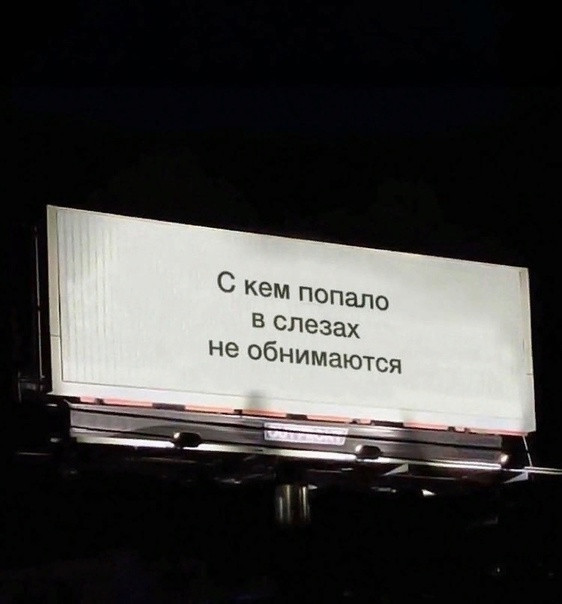 С кем попало
в слезах
не обнимаются